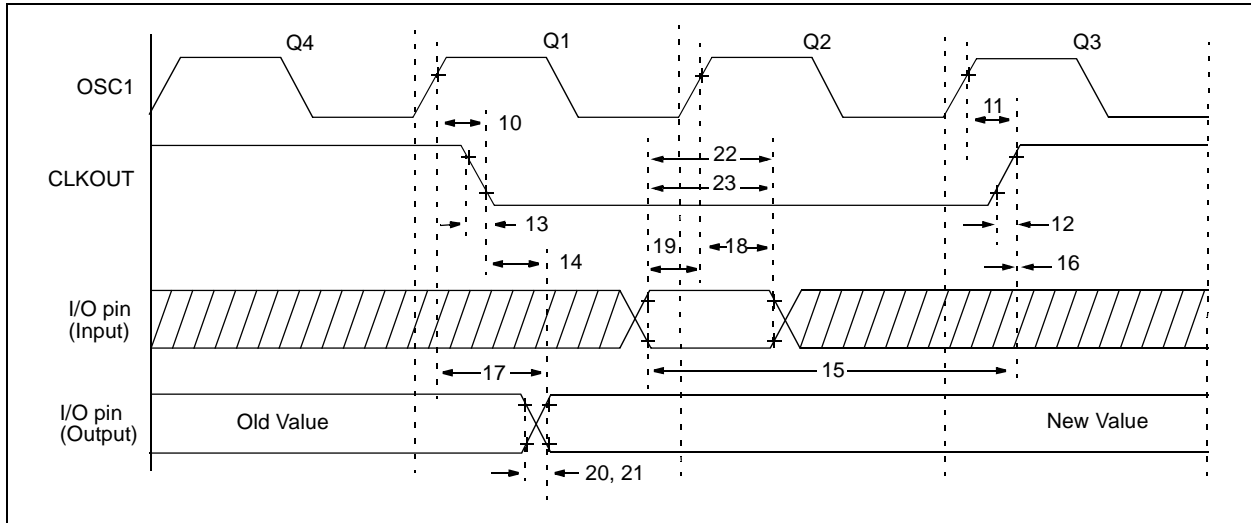 Q4
Q1
Q2
Q3
OSC1
10
11
22
CLKOUT
23
13
12
19
18
14
16
I/O pin
(Input)
17
15
I/O pin
(Output)
Old Value
New Value
20, 21